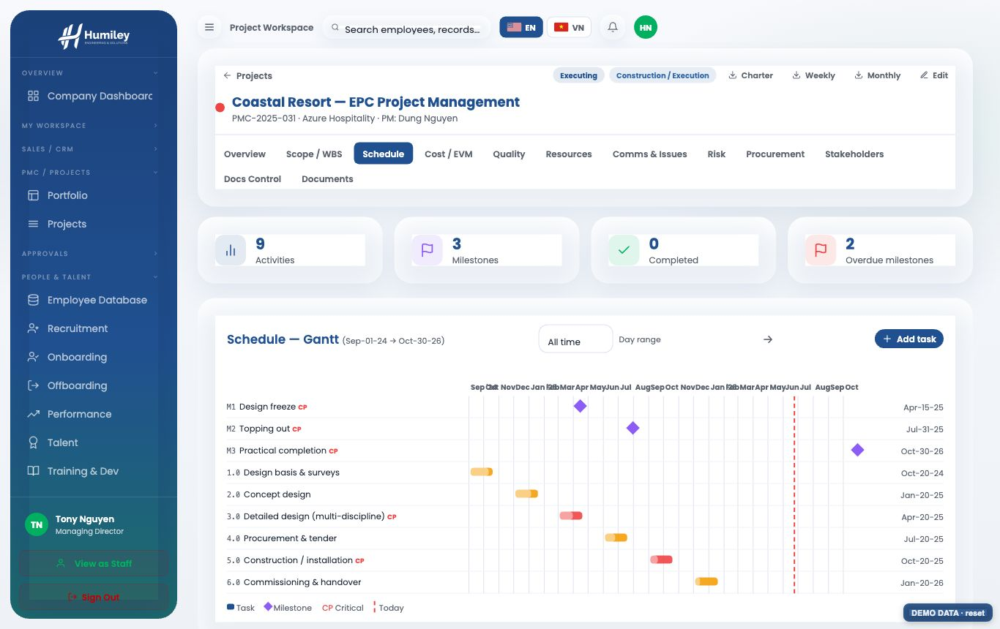 Humiley
ENGINEERING & SOLUTIONS
OVERVIEW
Company Dashboard
MY WORKSPACE
SALES / CRM
PMC / PROJECTS
Portfolio
Projects
APPROVALS
PEOPLE & TALENT
Employee Database
Recruitment
Onboarding
Offboarding
Performance
Talent
Training & Dev
TN
Tony Nguyen
Managing Director
View as Staff
Sign Out
Project Workspace
Search employees, records...
EN
VN
HN
Projects
Executing
Construction / Execution
Charter
Weekly
Monthly
Edit
Coastal Resort — EPC Project Management
PMC-2025-031 · Azure Hospitality · PM: Dung Nguyen
Overview Scope / WBS Schedule Cost / EVM Quality Resources Comms & Issues Risk Procurement Stakeholders
Docs Control Documents
9
Activities
3
Milestones
0
Completed
2
Overdue milestones
Schedule — Gantt (Sep-01-24 → Oct-30-26)
All time
Day range
→
+ Add task
Sep Oct Nov Dec Jan Feb Mar Apr May Jun Jul Aug Sep Oct Nov Dec Jan Feb Mar Apr May Jun Jul Aug Sep Oct
M1 Design freeze CP Apr-15-25
M2 Topping out CP Jul-31-25
M3 Practical completion CP Oct-30-26
1.0 Design basis & surveys Oct-20-24
2.0 Concept design Jan-20-25
3.0 Detailed design (multi-discipline) CP Apr-20-25
4.0 Procurement & tender Jul-20-25
5.0 Construction / installation CP Oct-20-25
6.0 Commissioning & handover Jan-20-26
Task Milestone CP Critical Today
DEMO DATA · reset